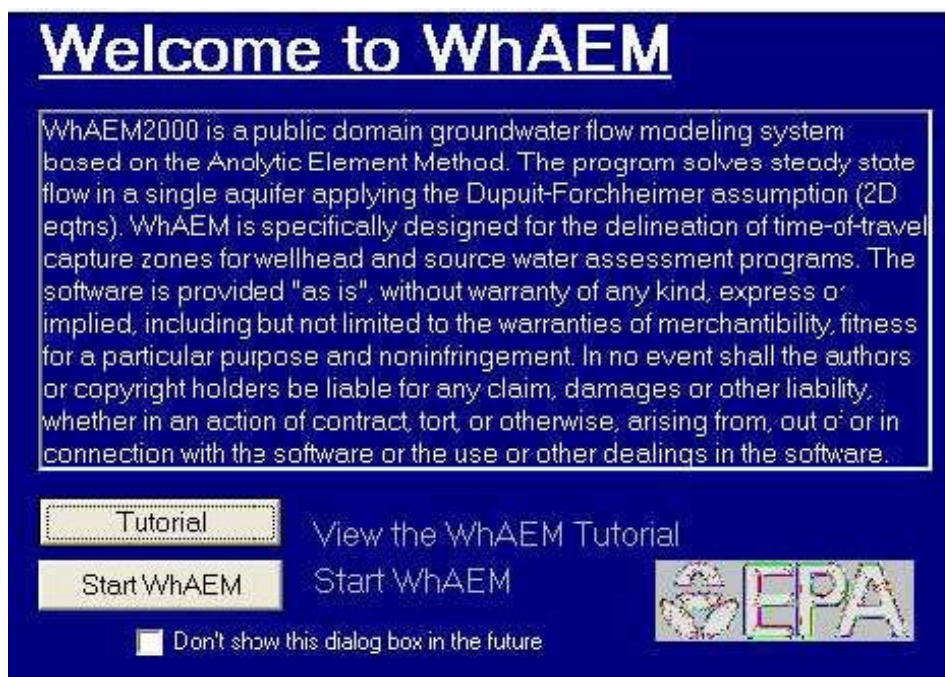 Welcome to WhAEM
WhAEM2000 is a public domain groundwater flow modeling system
based on the Analytic Element Method. The program solves steady state
flow in a single aquifer applying the Dupuit-Forchheimer assumption (2D
eqtns). WhAEM is specifically designed for the delineation of time-of-travel
capture zones for wellhead and source water assessment programs. The
software is provided "as is", without warranty of any kind, express or
implied, including but not limited to the warranties of merchantibility, fitness
for a particular purpose and noninfringement. In no event shall the authors
or copyright holders be liable for any claim, damages or other liability,
whether in an action of contract, tort, or otherwise, arising from, out of or in
connection with the software or the use or other dealings in the software.
Tutorial View the WhAEM Tutorial
Start WhAEM Start WhAEM
EPA
Don't show this dialog box in the future